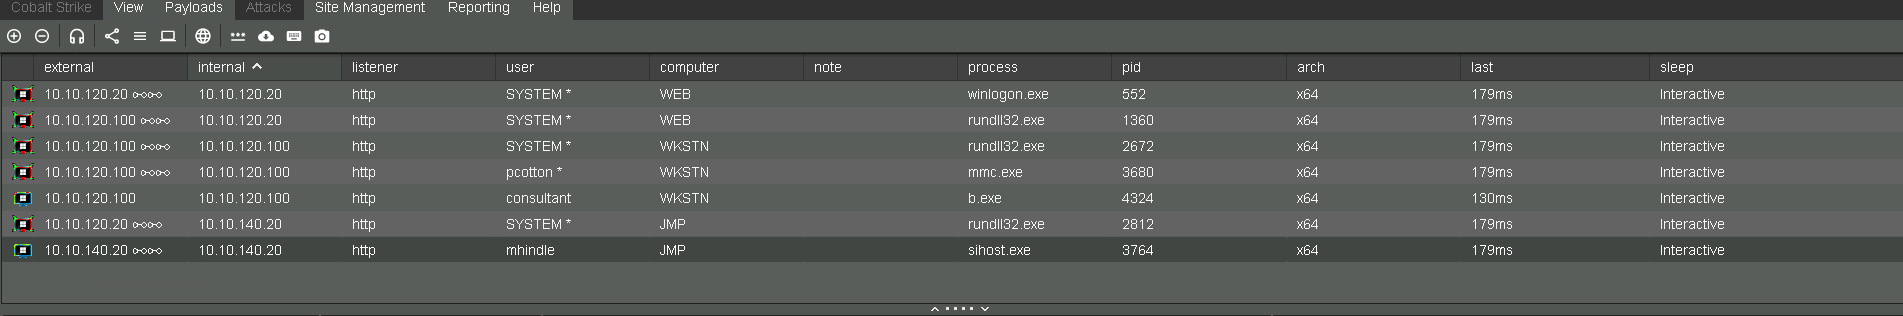 Cobalt Strike View Payloads Attacks Site Management Reporting Help
external internal listener user computer note process pid arch last sleep
10.10.120.20 10.10.120.20 http SYSTEM * WEB winlogon.exe 552 x64 179ms Interactive
10.10.120.100 10.10.120.20 http SYSTEM * WEB rundll32.exe 1360 x64 179ms Interactive
10.10.120.100 10.10.120.100 http SYSTEM * WKSTN rundll32.exe 2672 x64 179ms Interactive
10.10.120.100 10.10.120.100 http pcotton * WKSTN mmc.exe 3680 x64 179ms Interactive
10.10.120.100 10.10.120.100 http consultant WKSTN b.exe 4324 x64 130ms Interactive
10.10.120.20 10.10.140.20 http SYSTEM * JMP rundll32.exe 2812 x64 179ms Interactive
10.10.140.20 10.10.140.20 http mhindle JMP sihost.exe 3764 x64 179ms Interactive